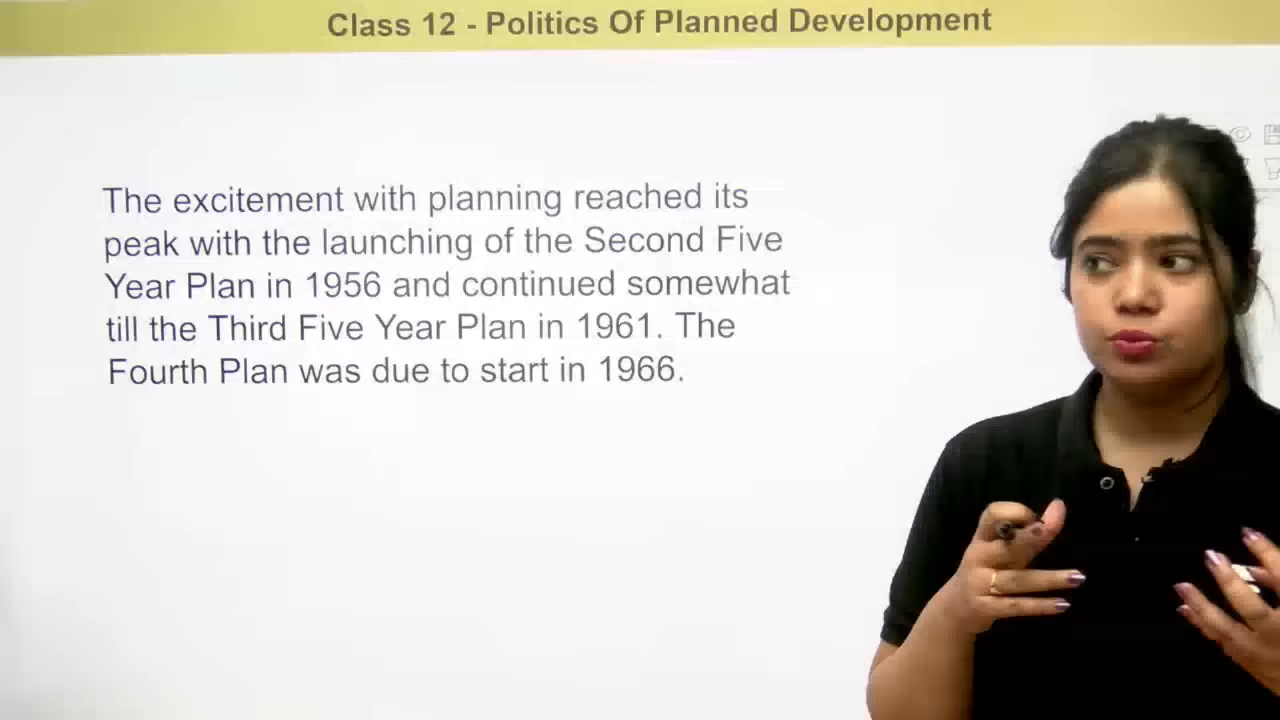 Class 12 - Politics Of Planned Development
The excitement with planning reached its
peak with the launching of the Second Five
Year Plan in 1956 and continued somewhat
till the Third Five Year Plan in 1961. The
Fourth Plan was due to start in 1966.